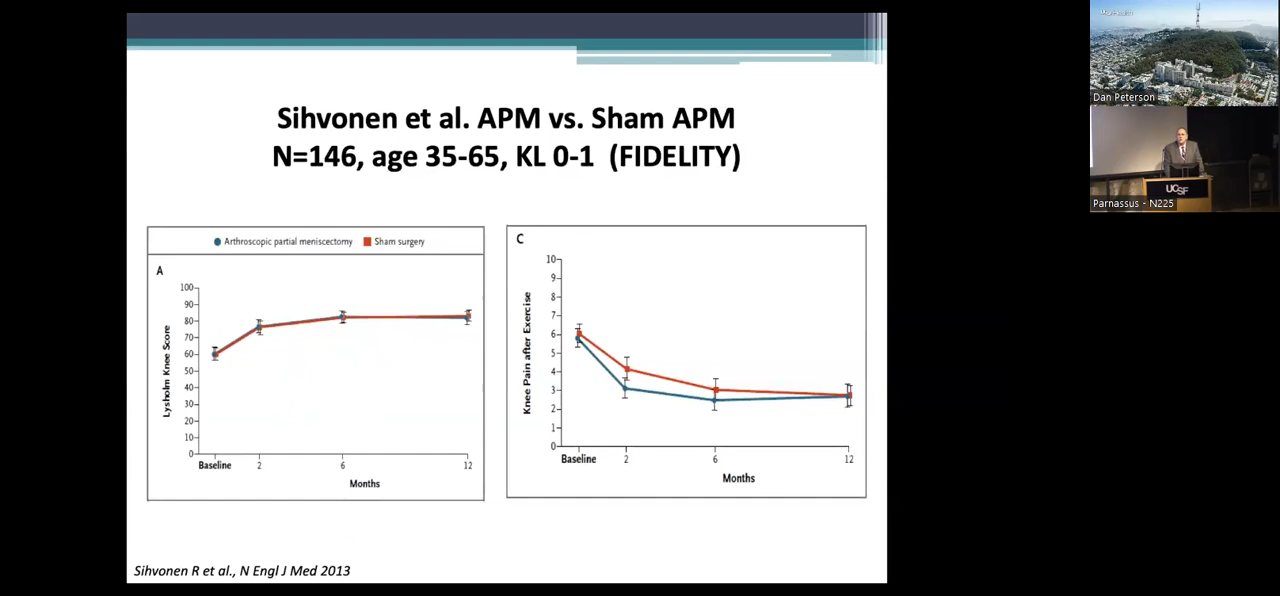 Sihvonen et al. APM vs. Sham APM
N=146, age 35-65, KL 0-1 (FIDELITY)
Arthroscopic partial meniscectomy Sham surgery
A
Lysholm Knee Score
100
90
80
70
60
50
40
30
20
10
0
Baseline 2 6 12
Months
C
Knee Pain after Exercise
10
9
8
7
6
5
4
3
2
1
0
Baseline 2 6 12
Months
Sihvonen R et al., N Engl J Med 2013
Dan Peterson
UCSF
Parnassus - N225